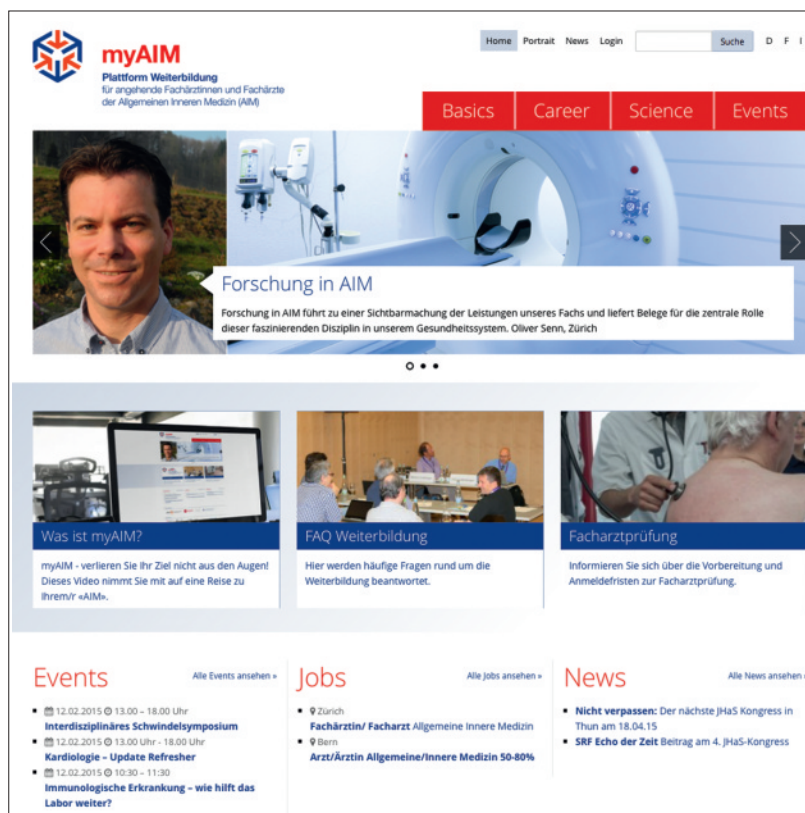 Home Portrait News Login Suche D F I
myAIM
Plattform Weiterbildung
für angehende Fachärztinnen und Fachärzte
der Allgemeinen Inneren Medizin (AIM)
Basics Career Science Events
Forschung in AIM
Forschung in AIM führt zu einer Sichtbarmachung der Leistungen unseres Fachs und liefert Belege für die zentrale Rolle
dieser faszinierenden Disziplin in unserem Gesundheitssystem. Oliver Senn, Zürich
Was ist myAIM?
myAIM - verlieren Sie Ihr Ziel nicht aus den Augen!
Dieses Video nimmt Sie mit auf eine Reise zu
Ihrem/r «AIM».
FAQ Weiterbildung
Hier werden häufige Fragen rund um die
Weiterbildung beantwortet.
Facharztprüfung
Informieren Sie sich über die Vorbereitung und
Anmeldefristen zur Facharztprüfung.
Events Alle Events ansehen »
12.02.2015 13.00 – 18.00 Uhr
Interdisziplinäres Schwindelsymposium
12.02.2015 13.00 Uhr - 18.00 Uhr
Kardiologie – Update Refresher
12.02.2015 10:30 – 11:30
Immunologische Erkrankung – wie hilft das
Labor weiter?
Jobs Alle Jobs ansehen »
Zürich
Fachärztin/ Facharzt Allgemeine Innere Medizin
Bern
Arzt/Ärztin Allgemeine/Innere Medizin 50-80%
News Alle News ansehen
Nicht verpassen: Der nächste JHaS Kongress in
Thun am 18.04.15
SRF Echo der Zeit Beitrag am 4. JHaS-Kongress